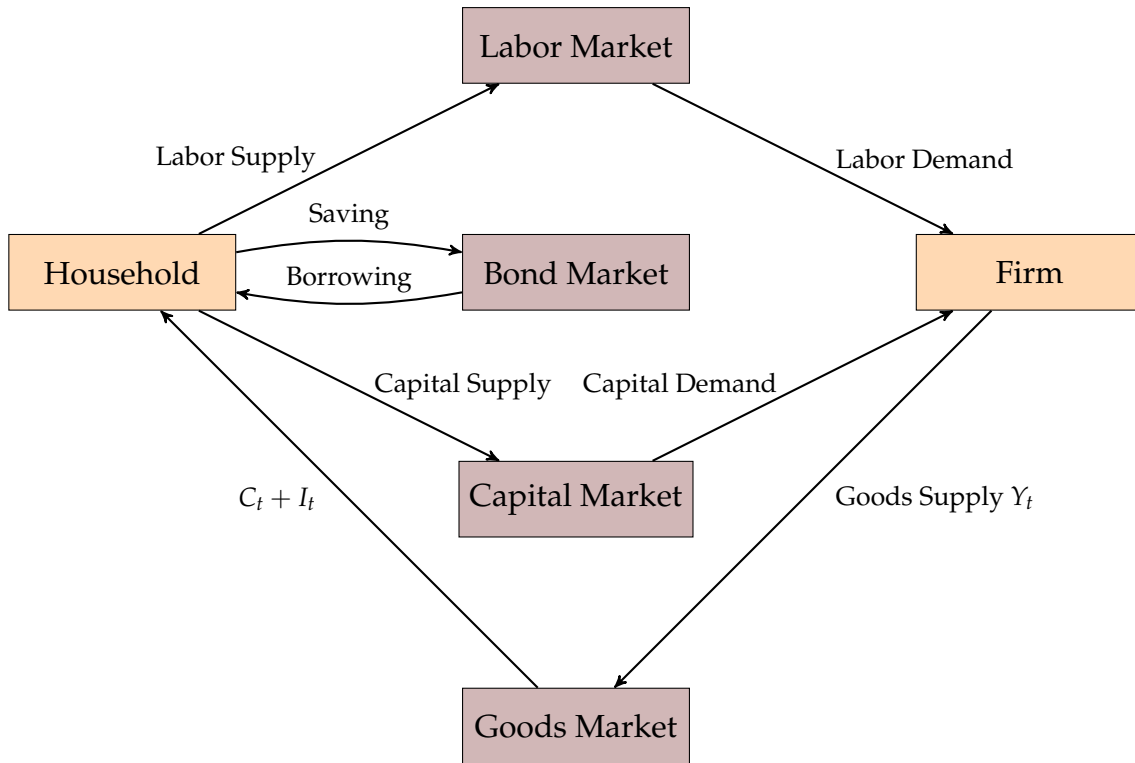 Labor Market
Labor Supply
Labor Demand
Saving
Household
Borrowing
Bond Market
Firm
Capital Supply
Capital Demand
Capital Market
C_t + I_t
Goods Supply Y_t
Goods Market